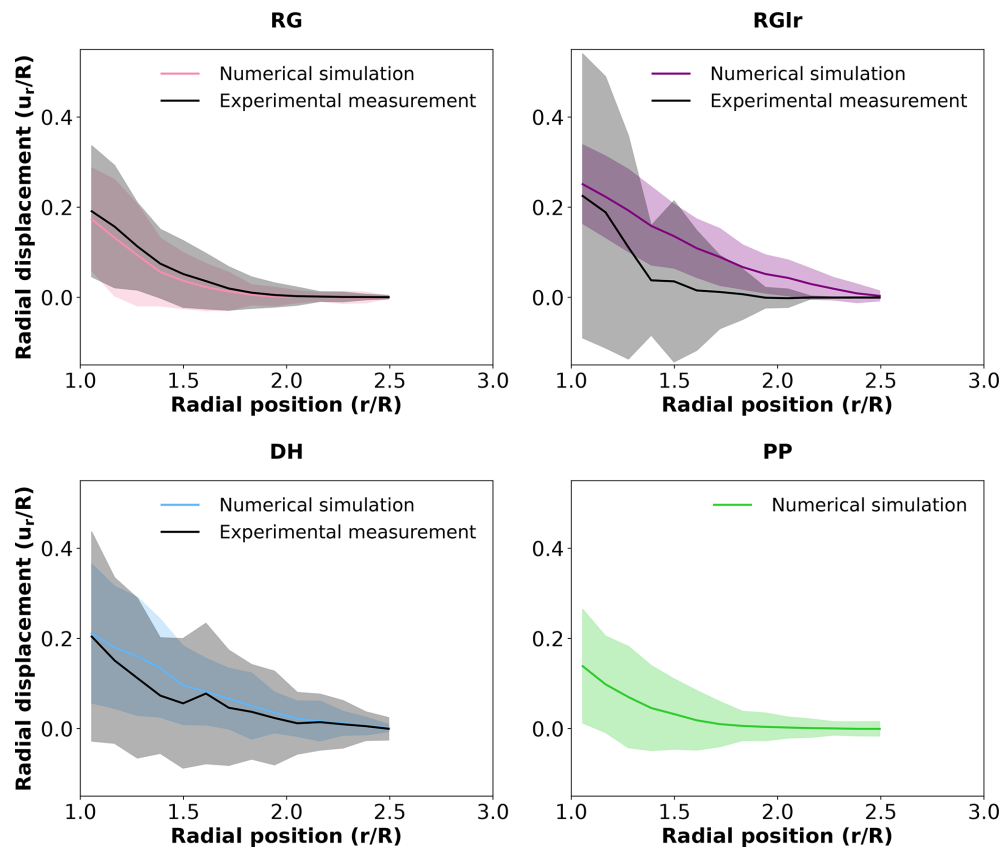 RG
Numerical simulation
Experimental measurement
Radial displacement (uᵣ/R)
0.4
0.2
0.0
1.0 1.5 2.0 2.5 3.0
Radial position (r/R)
RGlr
Numerical simulation
Experimental measurement
0.4
0.2
0.0
1.0 1.5 2.0 2.5 3.0
Radial position (r/R)
DH
Numerical simulation
Experimental measurement
Radial displacement (uᵣ/R)
0.4
0.2
0.0
1.0 1.5 2.0 2.5 3.0
Radial position (r/R)
PP
Numerical simulation
0.4
0.2
0.0
1.0 1.5 2.0 2.5 3.0
Radial position (r/R)